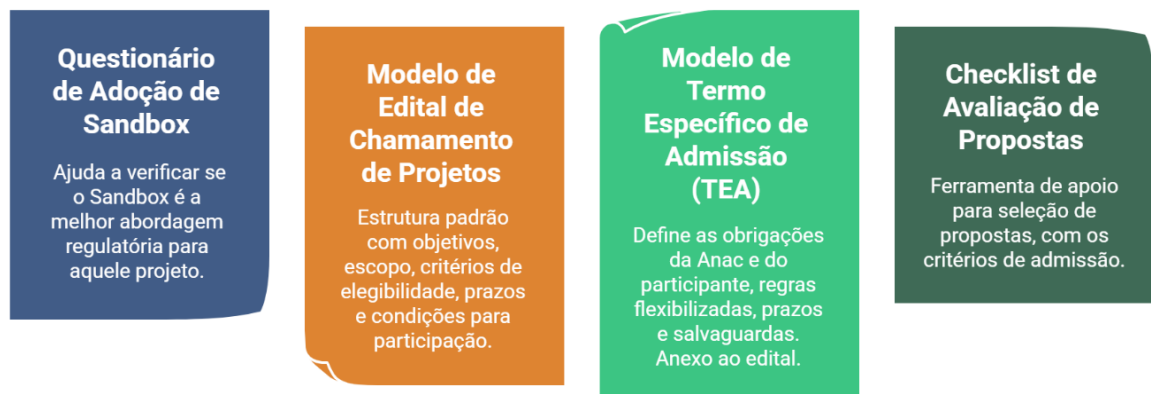 Questionário
de Adoção de
Sandbox
Ajuda a verificar se
o Sandbox é a
melhor abordagem
regulatória para
aquele projeto.
Modelo de
Edital de
Chamamento
de Projetos
Estrutura padrão
com objetivos,
escopo, critérios de
elegibilidade, prazos
e condições para
participação.
Modelo de
Termo
Específico de
Admissão
(TEA)
Define as obrigações
da Anac e do
participante, regras
flexibilizadas, prazos
e salvaguardas.
Anexo ao edital.
Checklist de
Avaliação de
Propostas
Ferramenta de apoio
para seleção de
propostas, com os
critérios de admissão.